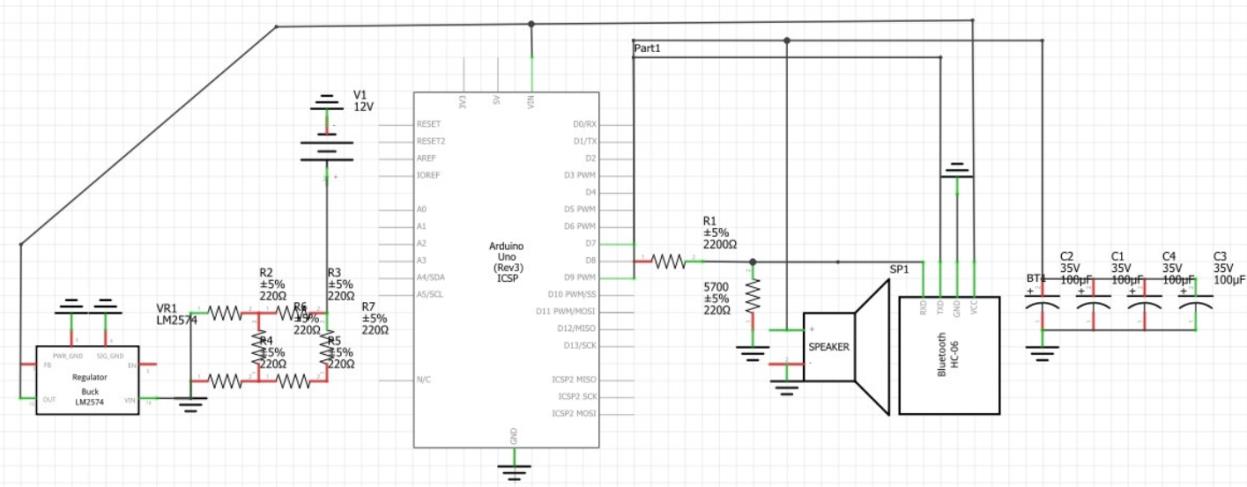 Part1
V1
12V
3V3
5V
VIN
RESET
RESET2
AREF
IOREF
A0
A1
A2
A3
A4/SDA
A5/SCL
N/C
Arduino
Uno
(Rev3)
ICSP
D0/RX
D1/TX
D2
D3 PWM
D4
D5 PWM
D6 PWM
D7
D8
D9 PWM
D10 PWM/SS
D11 PWM/MOSI
D12/MISO
D13/SCK
ICSP2 MISO
ICSP2 SCK
ICSP2 MOSI
GND
R1
±5%
2200Ω
5700
±5%
220Ω
R2
±5%
220Ω
R3
±5%
220Ω
R6
±5%
220Ω
R7
±5%
220Ω
R4
±5%
220Ω
R5
±5%
220Ω
VR1
LM2574
PWR_GND
SIG_GND
FB
EN
Regulator
Buck
LM2574
OUT
VIN
SP1
SPEAKER
+
-
RXD
TXD
GND
VCC
Bluetooth
HC-06
BT1
C2
35V
100µF
C1
35V
100µF
C4
35V
100µF
C3
35V
100µF